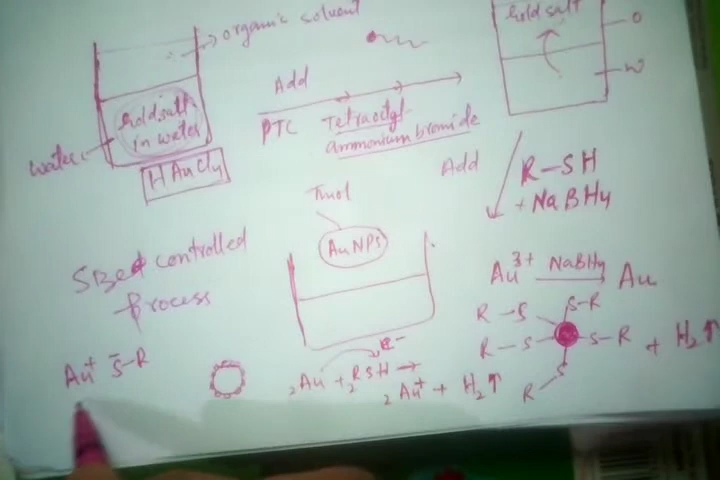 organic solvent
gold salt
O
W
Add
PTC Tetraoctyl
ammonium bromide
gold salt
in water
water
HAuCl4
Add
R-SH
+ NaBH4
Thiol
AuNPs
Size controlled
Process
Au3+ NaBH4 Au
R-S S-R
R-S S-R + H2↑
S
R
Au+ S̄-R
e-
2Au + 2RSH → 2Au+ + H2↑